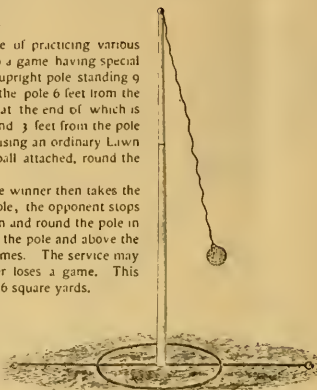 e of practicing various
o a game having special
upright pole standing 9
the pole 6 feet from the
at the end of which is
nd 3 feet from the pole
using an ordinary Lawn
ball attached, round the
e winner then takes the
ole, the opponent stops
n and round the pole in
the pole and above the
mes. The service may
er loses a game. This
6 square yards.